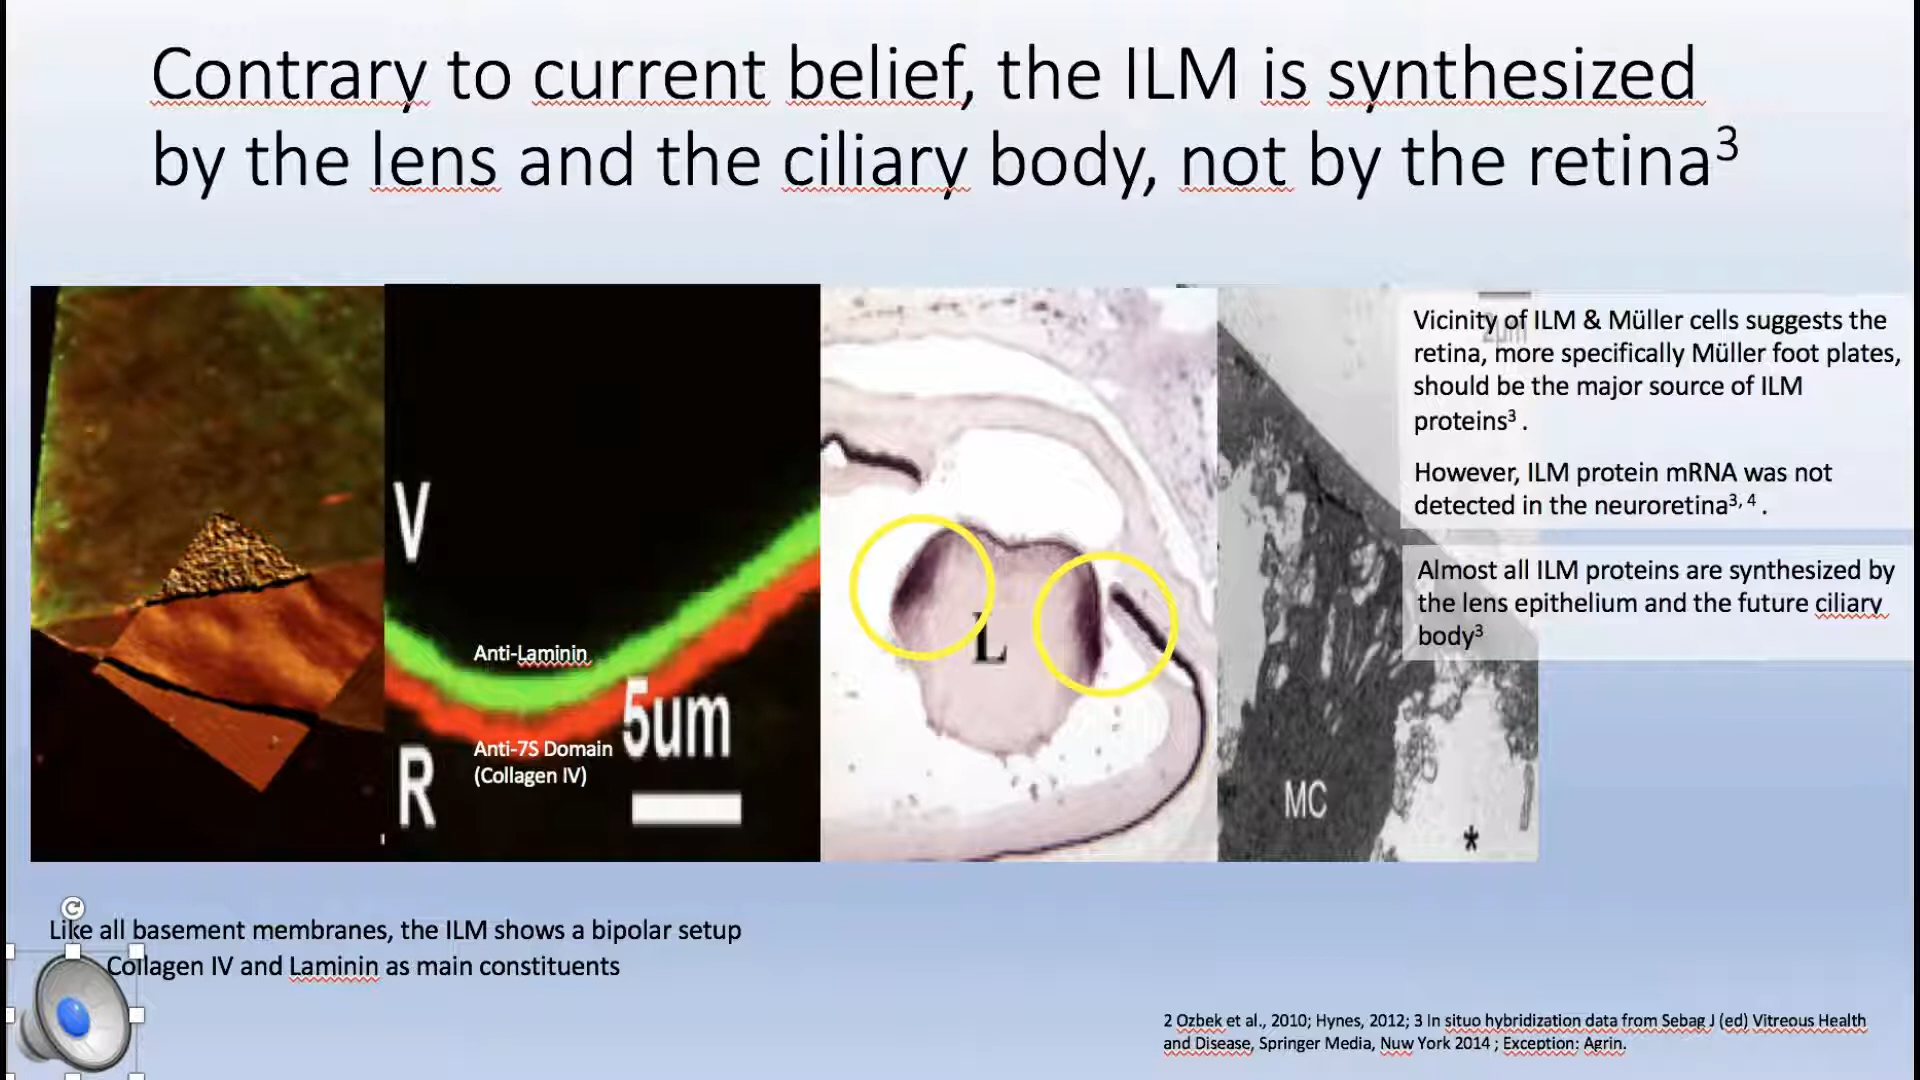 Contrary to current belief, the ILM is synthesized
by the lens and the ciliary body, not by the retina³
V
Anti-Laminin
5um
Anti-7S Domain
(Collagen IV)
R
L
MC
*
2µm
Vicinity of ILM & Müller cells suggests the
retina, more specifically Müller foot plates,
should be the major source of ILM
proteins³ .
However, ILM protein mRNA was not
detected in the neuroretina³, ⁴ .
Almost all ILM proteins are synthesized by
the lens epithelium and the future ciliary
body³
Like all basement membranes, the ILM shows a bipolar setup
Collagen IV and Laminin as main constituents
2 Ozbek et al., 2010; Hynes, 2012; 3 In situo hybridization data from Sebag J (ed) Vitreous Health
and Disease, Springer Media, Nuw York 2014 ; Exception: Agrin.